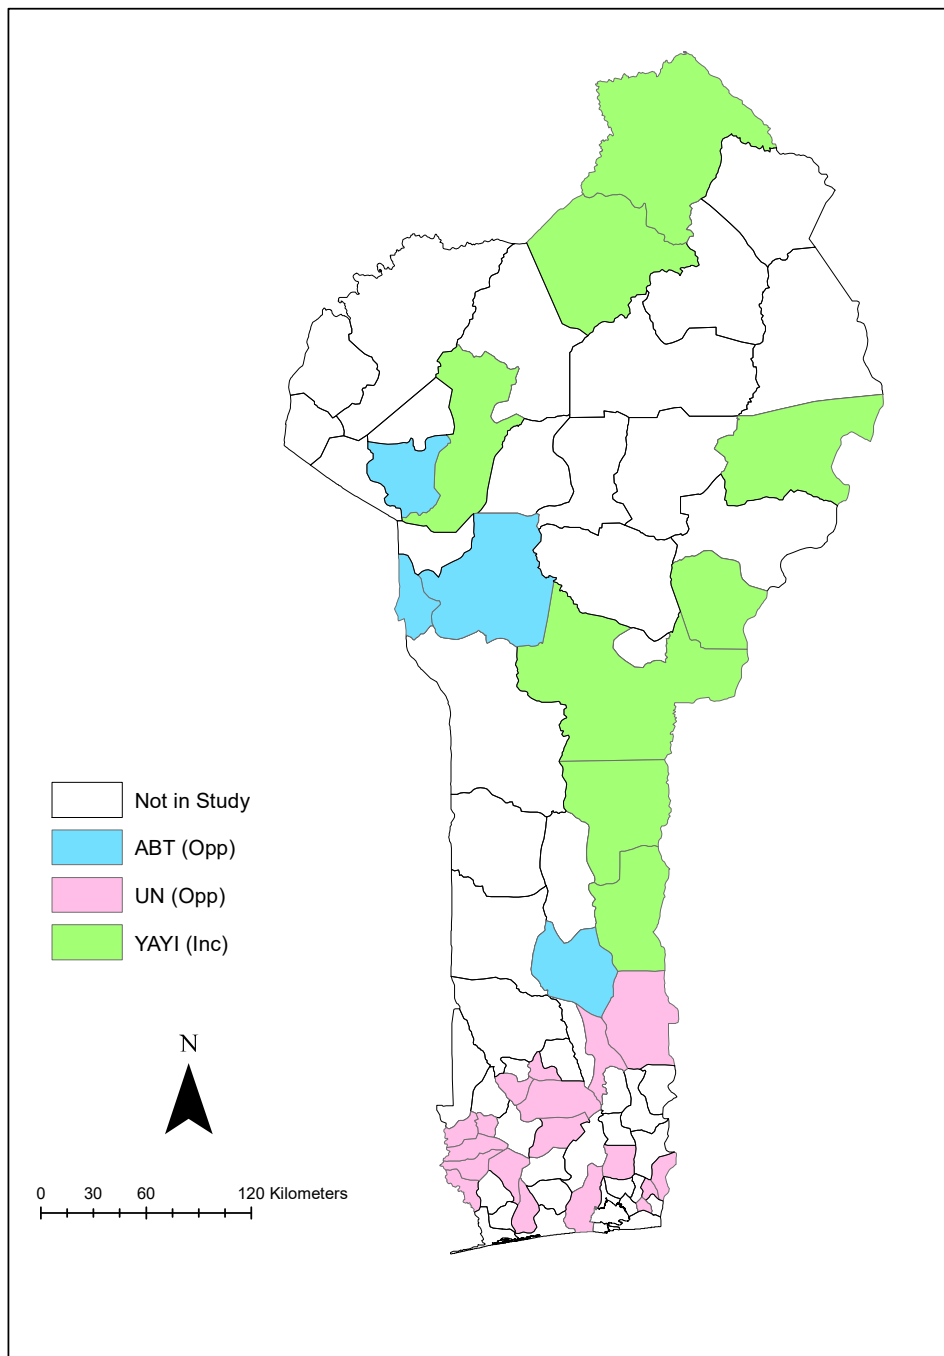 Not in Study
ABT (Opp)
UN (Opp)
YAYI (Inc)
N
0 30 60 120 Kilometers